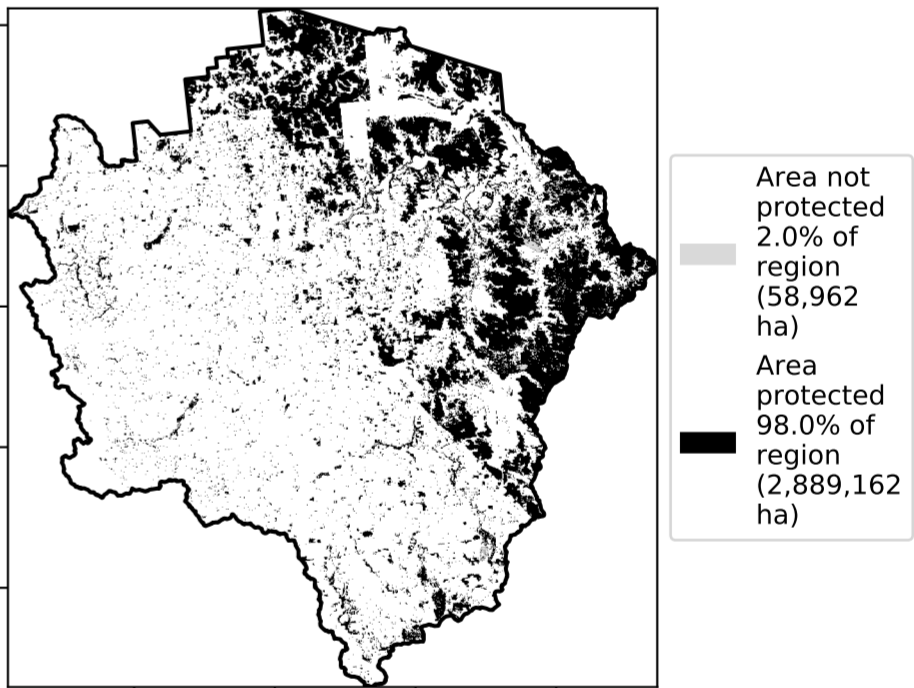 Area not
protected
2.0% of
region
(58,962
ha)
Area
protected
98.0% of
region
(2,889,162
ha)